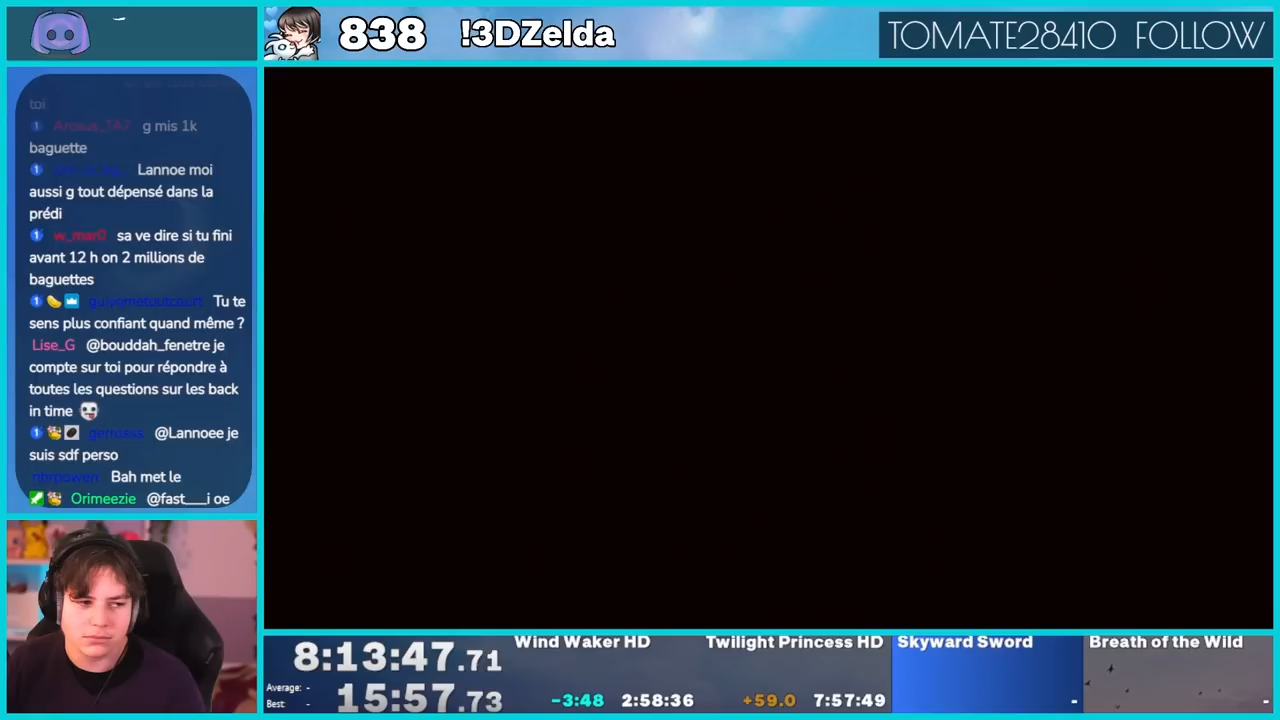 838 !3DZelda
TOMATE28410 FOLLOW
toi
g mis 1k
baguette
Lannoe moi
aussi g tout dépensé dans la
prédi
w_mar0 sa ve dire si tu fini
avant 12 h on 2 millions de
baguettes
Tu te
sens plus confiant quand même ?
Lise_G @bouddah_fenetre je
compte sur toi pour répondre à
toutes les questions sur les back
in time
@Lannoee je
suis sdf perso
Bah met le
Orimeezie @fast___i oe
8:13:47.71
Average: -
Best: -
15:57.73
Wind Waker HD
-3:48 2:58:36
Twilight Princess HD
+59.0 7:57:49
Skyward Sword
-
Breath of the Wild
-